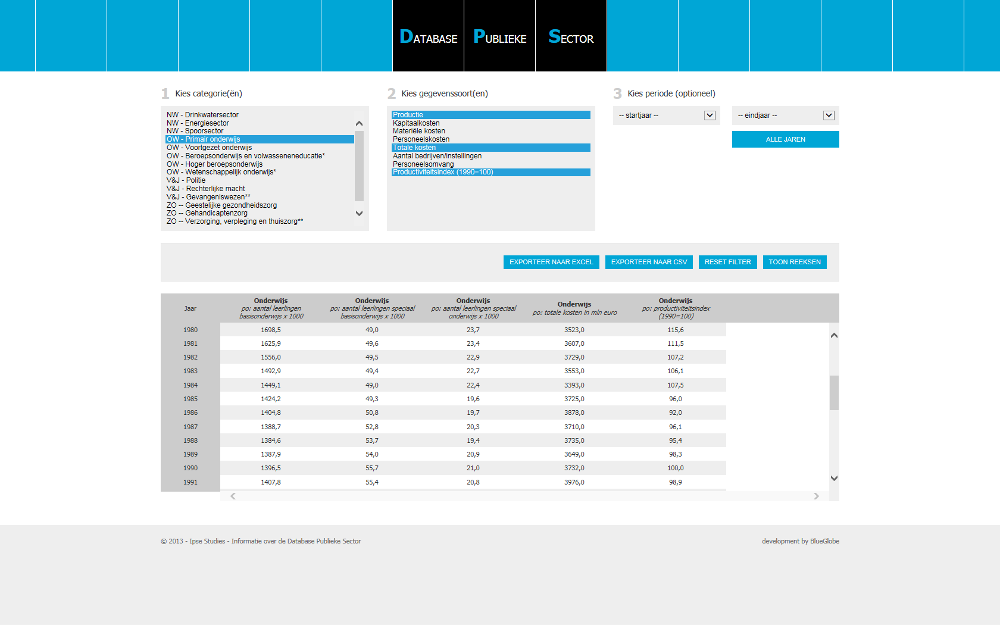 DATABASE PUBLIEKE SECTOR
1 Kies categorie(ën)
NW - Drinkwatersector
NW - Energiesector
NW - Spoorsector
OW - Primair onderwijs
OW - Voortgezet onderwijs
OW - Beroepsonderwijs en volwasseneneducatie*
OW - Hoger beroepsonderwijs
OW - Wetenschappelijk onderwijs*
V&J - Politie
V&J - Rechterlijke macht
V&J - Gevangeniswezen**
ZO -- Geestelijke gezondheidszorg
ZO -- Gehandicaptenzorg
ZO -- Verzorging, verpleging en thuiszorg**
2 Kies gegevenssoort(en)
Productie
Kapitaalkosten
Materiële kosten
Personeelskosten
Totale kosten
Aantal bedrijven/instellingen
Personeelsomvang
Productiviteitsindex (1990=100)
3 Kies periode (optioneel)
-- startjaar --
-- eindjaar --
ALLE JAREN
EXPORTEER NAAR EXCEL
EXPORTEER NAAR CSV
RESET FILTER
TOON REEKSEN
Jaar
Onderwijs
po: aantal leerlingen
basisonderwijs x 1000
Onderwijs
po: aantal leerlingen speciaal
basisonderwijs x 1000
Onderwijs
po: aantal leerlingen speciaal
onderwijs x 1000
Onderwijs
po: totale kosten in mln euro
Onderwijs
po: productiviteitsindex
(1990=100)
1980 1698,5 49,0 23,7 3523,0 115,6
1981 1625,9 49,6 23,4 3607,0 111,5
1982 1556,0 49,5 22,9 3729,0 107,2
1983 1492,9 49,4 22,7 3553,0 106,1
1984 1449,1 49,0 22,4 3393,0 107,5
1985 1424,2 49,3 19,6 3725,0 96,0
1986 1404,8 50,8 19,7 3878,0 92,0
1987 1388,7 52,8 20,3 3710,0 96,1
1988 1384,6 53,7 19,4 3735,0 95,4
1989 1387,9 54,0 20,9 3649,0 98,3
1990 1396,5 55,7 21,0 3732,0 100,0
1991 1407,8 55,4 20,8 3976,0 98,9
© 2013 - Ipse Studies - Informatie over de Database Publieke Sector
development by BlueGlobe